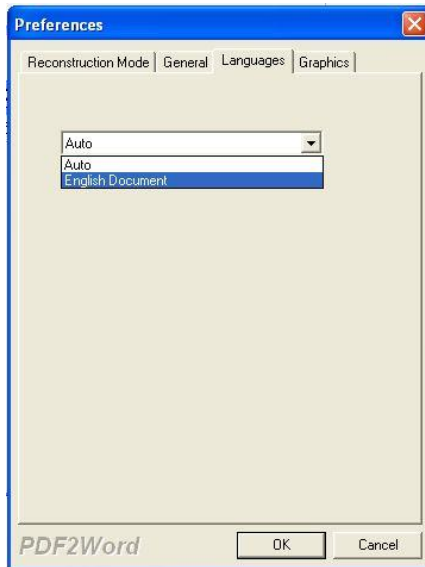 Preferences
Reconstruction Mode General Languages Graphics
Auto
Auto
English Document
PDF2Word OK Cancel